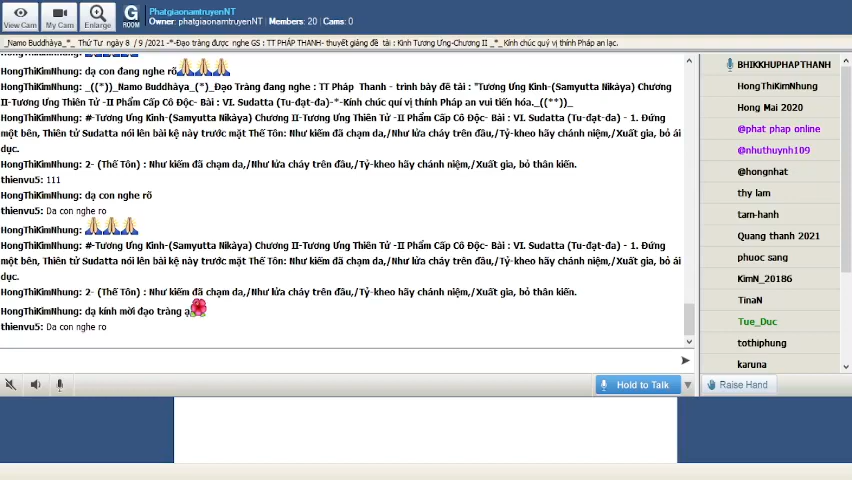 View Cam
My Cam
Enlarge
G
ROOM
PhatgiaonamtruyenNT
Owner: phatgiaonamtruyenNT | Members: 20 | Cams: 0
_Namo Buddhàya_*_ Thứ Tư ngày 8 / 9 /2021 -*-Đạo tràng được nghe GS : TT PHÁP THANH- thuyết giảng đề tài : Kinh Tương Ưng-Chương II _*_ Kính chúc quý vị thính Pháp an lạc.
HongThiKimNhung:
HongThiKimNhung: dạ con đang nghe rõ
HongThiKimNhung: _((*))_Namo Buddhàya_(*)_Đạo Tràng đang nghe : TT Pháp Thanh - trình bày đề tài : "Tương Ưng Kinh-(Samyutta Nikàya) Chương
II-Tương Ưng Thiên Tử -II Phẩm Cấp Cô Độc- Bài : VI. Sudatta (Tu-đạt-đa)-*-Kính chúc quí vị thính Pháp an vui tiến hóa._((**))_
HongThiKimNhung: #-Tương Ưng Kinh-(Samyutta Nikàya) Chương II-Tương Ưng Thiên Tử -II Phẩm Cấp Cô Độc- Bài : VI. Sudatta (Tu-đạt-đa) - 1. Đứng
một bên, Thiên tử Sudatta nói lên bài kệ này trước mặt Thế Tôn: Như kiếm đã chạm da,/Như lửa cháy trên đầu,/Tỷ-kheo hãy chánh niệm,/Xuất gia, bỏ ái
dục.
HongThiKimNhung: 2- (Thế Tôn) : Như kiếm đã chạm da,/Như lửa cháy trên đầu,/Tỷ-kheo hãy chánh niệm,/Xuất gia, bỏ thân kiến.
thienvu5: 111
HongThiKimNhung: dạ con nghe rõ
thienvu5: Da con nghe ro
HongThiKimNhung:
HongThiKimNhung: #-Tương Ưng Kinh-(Samyutta Nikàya) Chương II-Tương Ưng Thiên Tử -II Phẩm Cấp Cô Độc- Bài : VI. Sudatta (Tu-đạt-đa) - 1. Đứng
một bên, Thiên tử Sudatta nói lên bài kệ này trước mặt Thế Tôn: Như kiếm đã chạm da,/Như lửa cháy trên đầu,/Tỷ-kheo hãy chánh niệm,/Xuất gia, bỏ ái
dục.
HongThiKimNhung: 2- (Thế Tôn) : Như kiếm đã chạm da,/Như lửa cháy trên đầu,/Tỷ-kheo hãy chánh niệm,/Xuất gia, bỏ thân kiến.
HongThiKimNhung: dạ kính mời đạo tràng ạ
thienvu5: Da con nghe ro
Hold to Talk
BHIKKHUPHAPTHANH
HongThiKimNhung
Hong Mai 2020
@phat phap online
@nhuthuynh109
@hongnhat
thy lam
tam-hanh
Quang thanh 2021
phuoc sang
KimN_20186
TinaN
Tue_Duc
tothiphung
karuna
Raise Hand